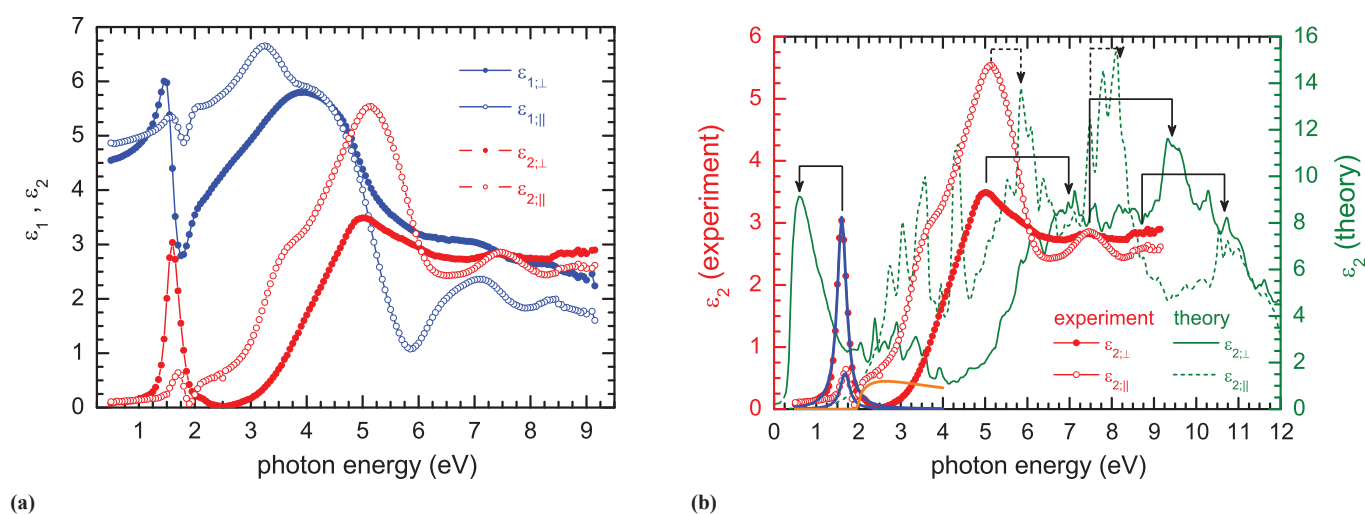 7
6
5
4
3
2
1
0
ε1 , ε2
ε1;⊥
ε1;||
ε2;⊥
ε2;||
1 2 3 4 5 6 7 8 9
photon energy (eV)
(a)
6
5
4
3
2
1
0
ε2 (experiment)
16
14
12
10
8
6
4
2
0
ε2 (theory)
experiment theory
ε2;⊥ ε2;⊥
ε2;|| ε2;||
0 1 2 3 4 5 6 7 8 9 10 11 12
photon energy (eV)
(b)